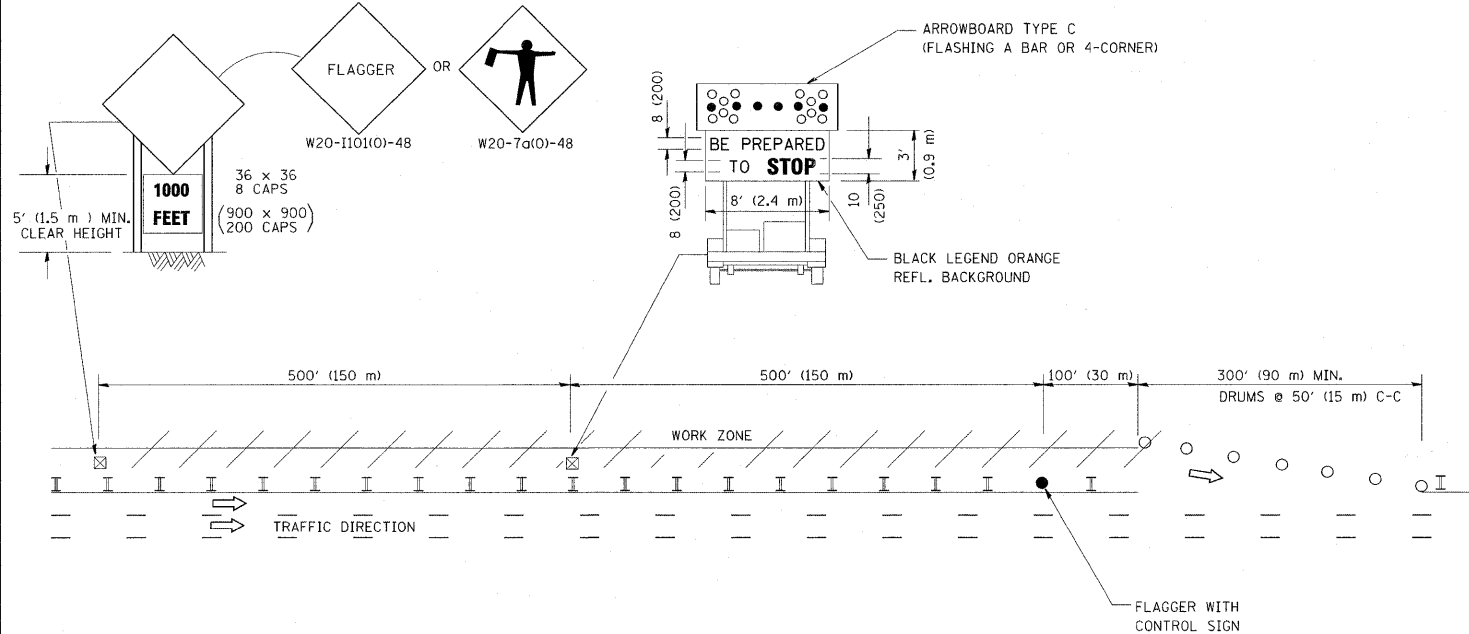 ARROWBOARD TYPE C
(FLASHING A BAR OR 4-CORNER)
FLAGGER
OR
W20-I101(O)-48
W20-7a(O)-48
1000
FEET
36 x 36
8 CAPS
(900 x 900)
(200 CAPS)
5' (1.5 m ) MIN.
CLEAR HEIGHT
8 (200)
8 (200)
BE PREPARED
TO STOP
3'
(0.9 m)
8' (2.4 m)
10
(250)
BLACK LEGEND ORANGE
REFL. BACKGROUND
500' (150 m)
500' (150 m)
100' (30 m)
300' (90 m) MIN.
DRUMS @ 50' (15 m) C-C
WORK ZONE
TRAFFIC DIRECTION
FLAGGER WITH
CONTROL SIGN